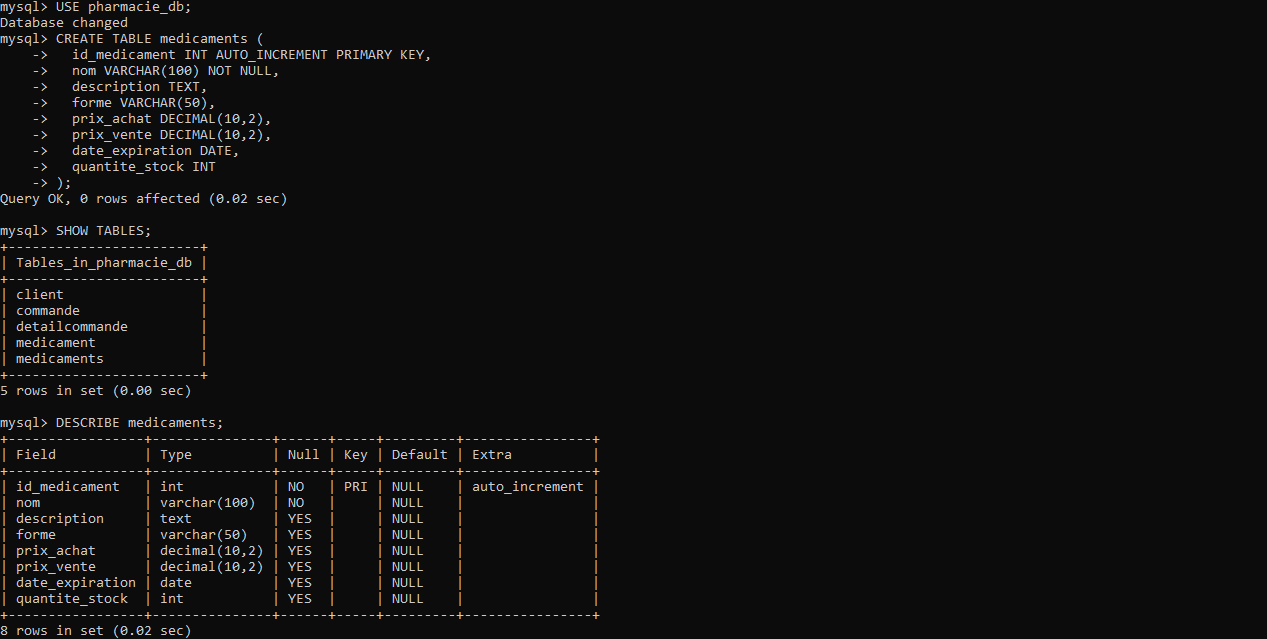 mysql> USE pharmacie_db;
Database changed
mysql> CREATE TABLE medicaments (
    ->   id_medicament INT AUTO_INCREMENT PRIMARY KEY,
    ->   nom VARCHAR(100) NOT NULL,
    ->   description TEXT,
    ->   forme VARCHAR(50),
    ->   prix_achat DECIMAL(10,2),
    ->   prix_vente DECIMAL(10,2),
    ->   date_expiration DATE,
    ->   quantite_stock INT
    -> );
Query OK, 0 rows affected (0.02 sec)

mysql> SHOW TABLES;
+------------------------+
| Tables_in_pharmacie_db |
+------------------------+
| client                 |
| commande               |
| detailcommande         |
| medicament             |
| medicaments            |
+------------------------+
5 rows in set (0.00 sec)

mysql> DESCRIBE medicaments;
+-----------------+---------------+------+-----+---------+----------------+
| Field           | Type          | Null | Key | Default | Extra          |
+-----------------+---------------+------+-----+---------+----------------+
| id_medicament   | int           | NO   | PRI | NULL    | auto_increment |
| nom             | varchar(100)  | NO   |     | NULL    |                |
| description     | text          | YES  |     | NULL    |                |
| forme           | varchar(50)   | YES  |     | NULL    |                |
| prix_achat      | decimal(10,2) | YES  |     | NULL    |                |
| prix_vente      | decimal(10,2) | YES  |     | NULL    |                |
| date_expiration | date          | YES  |     | NULL    |                |
| quantite_stock  | int           | YES  |     | NULL    |                |
+-----------------+---------------+------+-----+---------+----------------+
8 rows in set (0.02 sec)